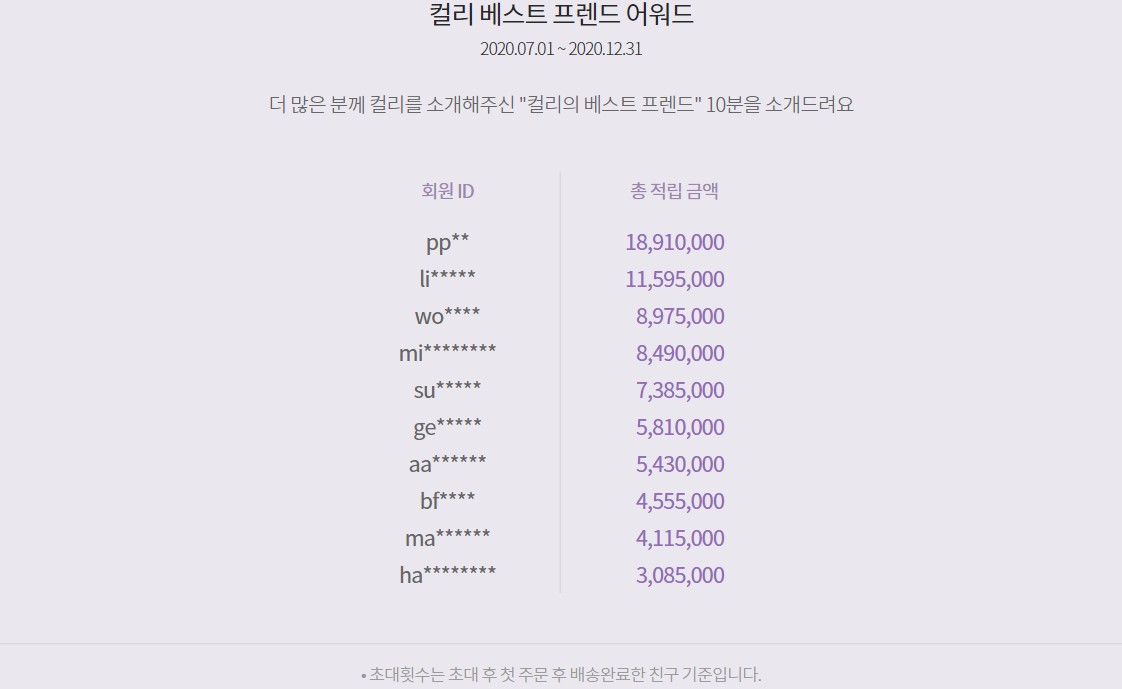 컬리 베스트 프렌드 어워드
2020.07.01 ~ 2020.12.31
더 많은 분께 컬리를 소개해주신 "컬리의 베스트 프렌드" 10분을 소개드려요
회원 ID 총 적립 금액
pp** 18,910,000
li***** 11,595,000
wo**** 8,975,000
mi******** 8,490,000
su***** 7,385,000
ge***** 5,810,000
aa****** 5,430,000
bf**** 4,555,000
ma****** 4,115,000
ha******** 3,085,000
• 초대횟수는 초대 후 첫 주문 후 배송완료한 친구 기준입니다.